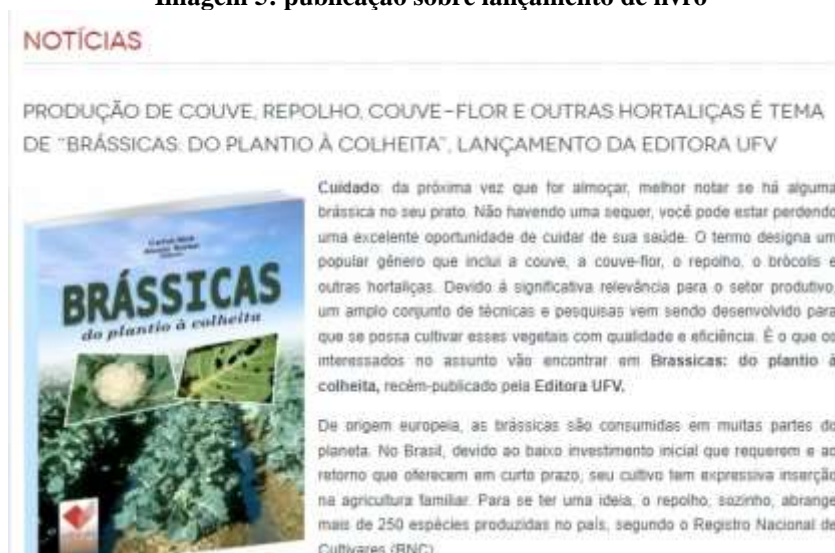 Imagem 5: publicação sobre lançamento de livro
NOTÍCIAS
PRODUÇÃO DE COUVE, REPOLHO, COUVE-FLOR E OUTRAS HORTALIÇAS É TEMA
DE "BRÁSSICAS: DO PLANTIO À COLHEITA", LANÇAMENTO DA EDITORA UFV
BRÁSSICAS
do plantio à colheita
Cuidado: da próxima vez que for almoçar, melhor notar se há alguma
brássica no seu prato. Não havendo uma sequer, você pode estar perdendo
uma excelente oportunidade de cuidar de sua saúde. O termo designa um
popular gênero que inclui a couve, a couve-flor, o repolho, o brócolis e
outras hortaliças. Devido à significativa relevância para o setor produtivo,
um amplo conjunto de técnicas e pesquisas vem sendo desenvolvido para
que se possa cultivar esses vegetais com qualidade e eficiência. É o que os
interessados no assunto vão encontrar em Brassicas: do plantio à
colheita, recém-publicado pela Editora UFV.
De origem europeia, as brássicas são consumidas em muitas partes do
planeta. No Brasil, devido ao baixo investimento inicial que requerem e ao
retorno que oferecem em curto prazo, seu cultivo tem expressiva inserção
na agricultura familiar. Para se ter uma ideia, o repolho, sozinho, abrange
mais de 250 espécies produzidas no país, segundo o Registro Nacional de
Cultivares (RNC)